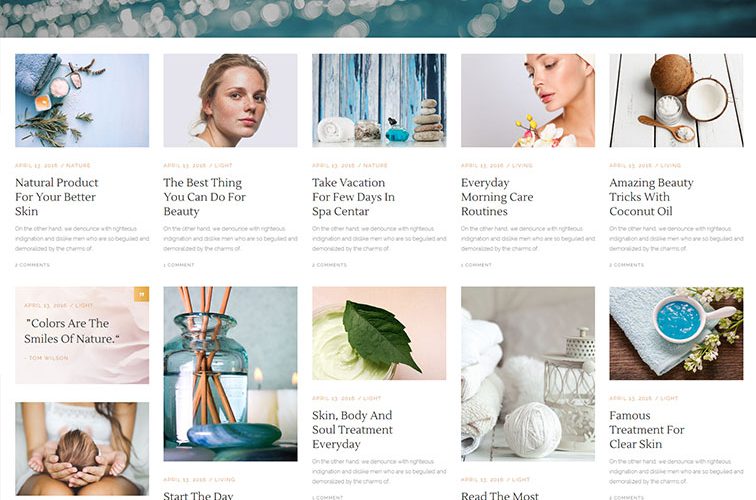 APRIL 13, 2016 / NATURE
Natural Product
For Your Better
Skin
On the other hand, we denounce with righteous
indignation and dislike men who are so beguiled and
demoralized by the charms of.
2 COMMENTS
APRIL 13, 2016 / LIGHT
The Best Thing
You Can Do For
Beauty
On the other hand, we denounce with righteous
indignation and dislike men who are so beguiled and
demoralized by the charms of.
1 COMMENT
APRIL 13, 2016 / NATURE
Take Vacation
For Few Days In
Spa Centar
On the other hand, we denounce with righteous
indignation and dislike men who are so beguiled and
demoralized by the charms of.
2 COMMENTS
APRIL 13, 2016 / LIVING
Everyday
Morning Care
Routines
On the other hand, we denounce with righteous
indignation and dislike men who are so beguiled and
demoralized by the charms of.
1 COMMENT
APRIL 13, 2016 / LIVING
Amazing Beauty
Tricks With
Coconut Oil
On the other hand, we denounce with righteous
indignation and dislike men who are so beguiled and
demoralized by the charms of.
2 COMMENTS
APRIL 13, 2016 / LIGHT
"Colors Are The
Smiles Of Nature."
- TOM WILSON
APRIL 13, 2016 / LIVING
Start The Day
APRIL 13, 2016 / LIGHT
Skin, Body And
Soul Treatment
Everyday
On the other hand, we denounce with righteous
indignation and dislike men who are so beguiled and
demoralized by the charms of.
1 COMMENT
APRIL 13, 2016 / LIGHT
Read The Most
APRIL 13, 2016 / LIGHT
Famous
Treatment For
Clear Skin
On the other hand, we denounce with righteous
indignation and dislike men who are so beguiled and
demoralized by the charms of.
2 COMMENTS